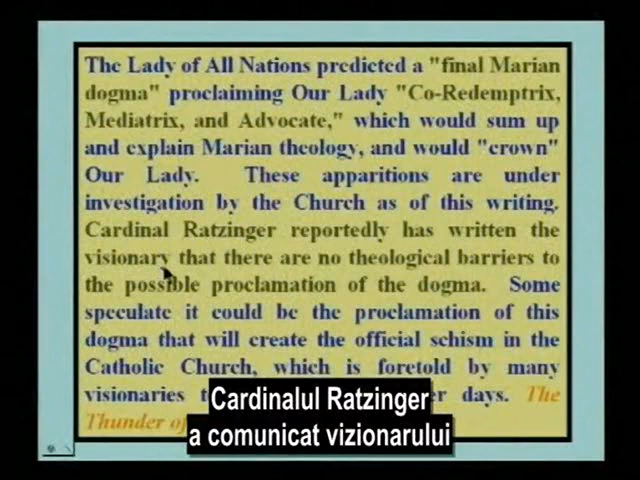 The Lady of All Nations predicted a "final Marian
dogma" proclaiming Our Lady "Co-Redemptrix,
Mediatrix, and Advocate," which would sum up
and explain Marian theology, and would "crown"
Our Lady. These apparitions are under
investigation by the Church as of this writing.
Cardinal Ratzinger reportedly has written the
visionary that there are no theological barriers to
the possible proclamation of the dogma. Some
speculate it could be the proclamation of this
dogma that will create the official schism in the
Catholic Church, which is foretold by many
visionaries days. The
Thunder of
Cardinalul Ratzinger
a comunicat vizionarului